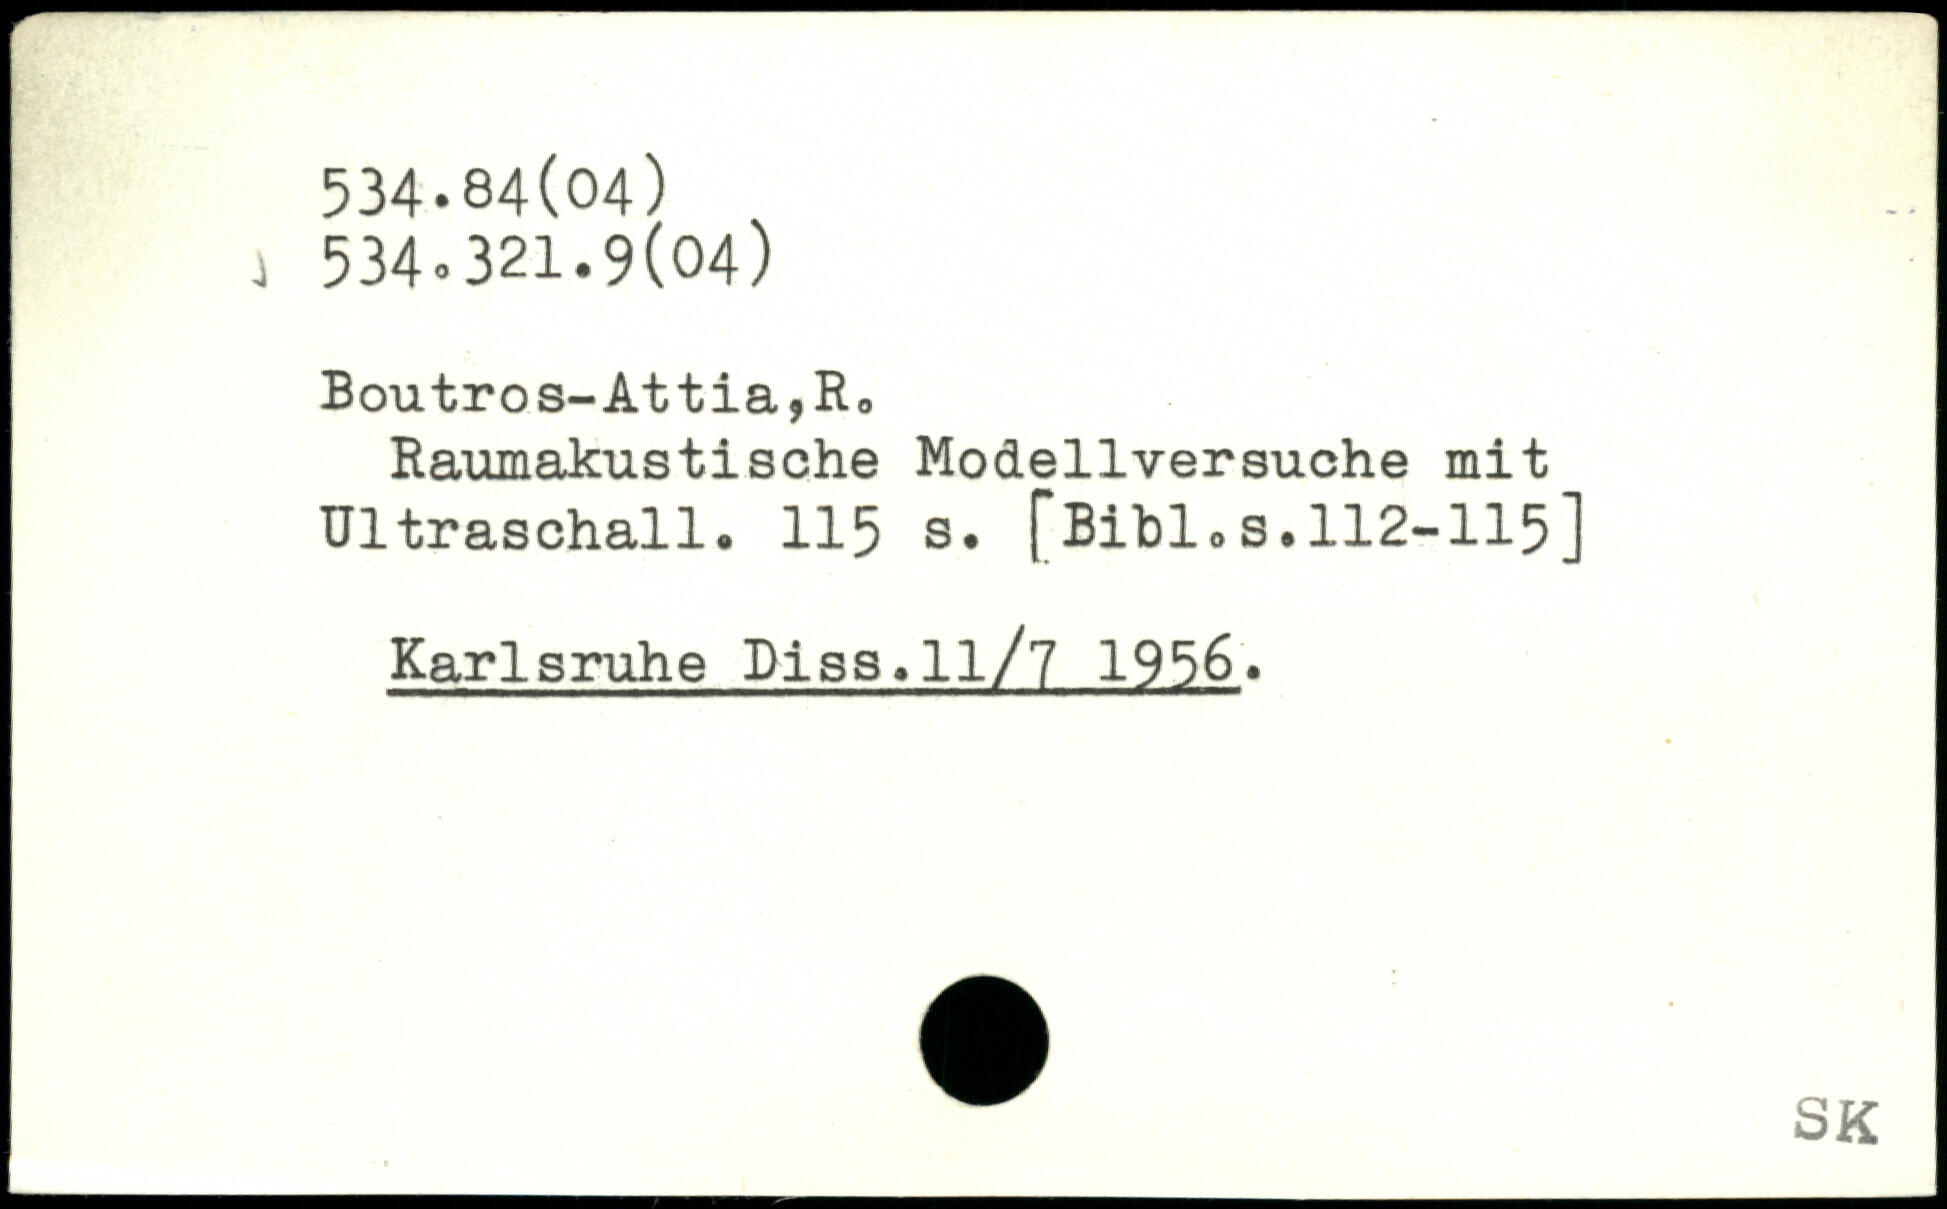 534.84(04)
534.321.9(04)
Boutros-Attia,R.
Raumakustische Modellversuche mit
Ultraschall. 115 s. [Bibl.s.112-115]
Karlsruhe Diss.11/7 1956.
SK